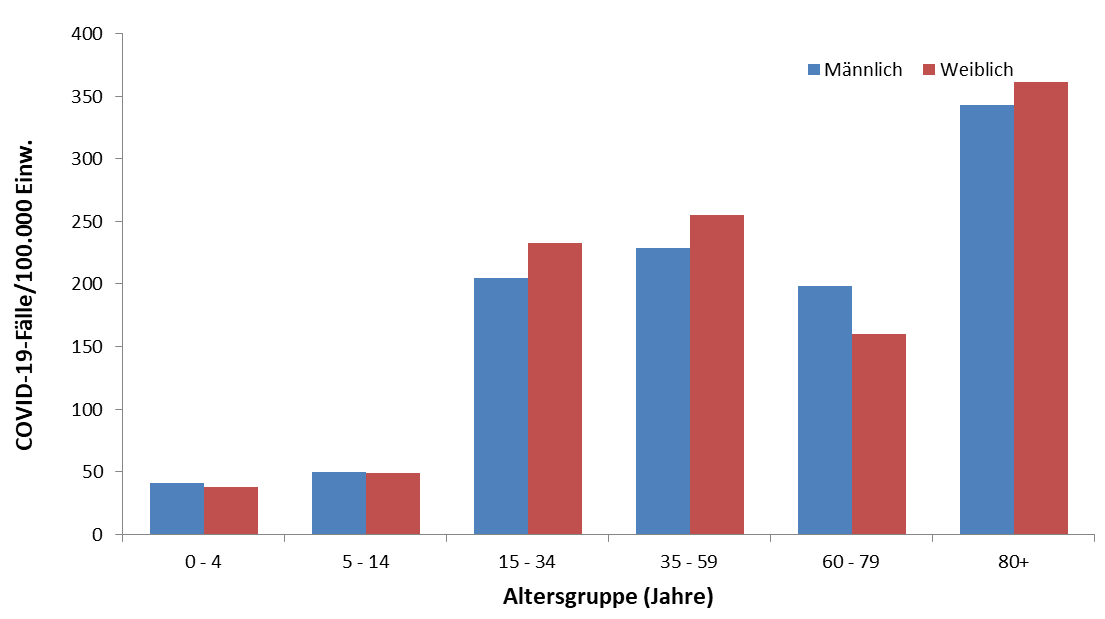 400
Männlich Weiblich
350
300
250
200
150
100
50
0
COVID-19-Fälle/100.000 Einw.
0 - 4 5 - 14 15 - 34 35 - 59 60 - 79 80+
Altersgruppe (Jahre)